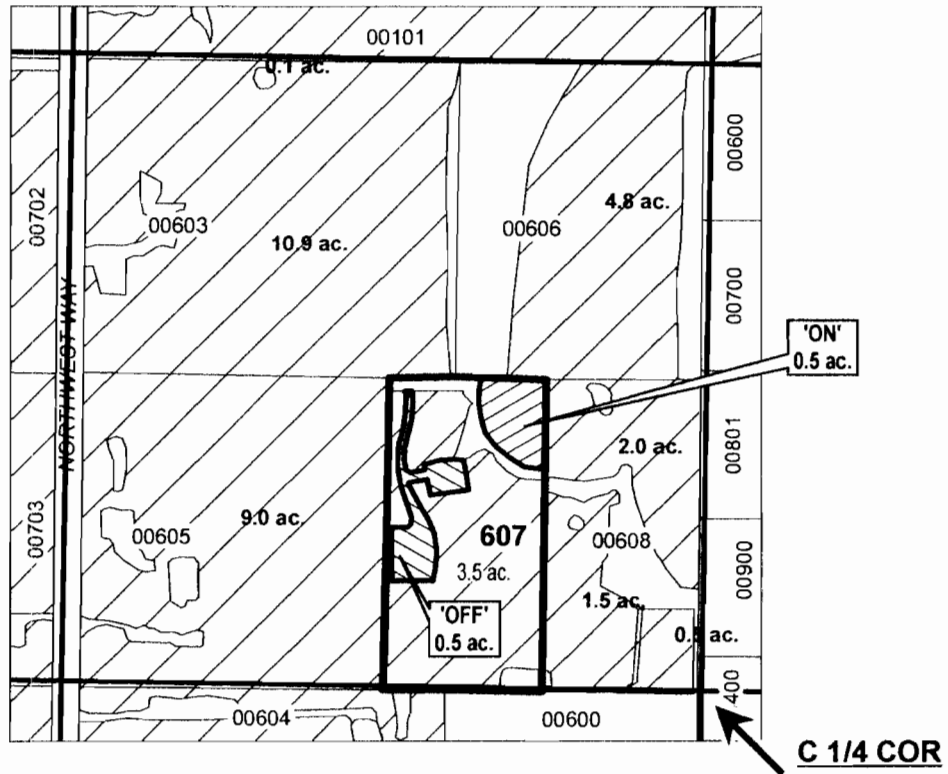 00101
0.1 ac.
00600
00702
00603
4.8 ac.
00606
10.9 ac.
00700
NORTHWEST WAY
'ON'
0.5 ac.
2.0 ac.
00801
00703
9.0 ac.
00605
607
00608
3.5 ac.
00900
'OFF'
0.5 ac.
1.5 ac.
ac.
400
00604
00600
C 1/4 COR